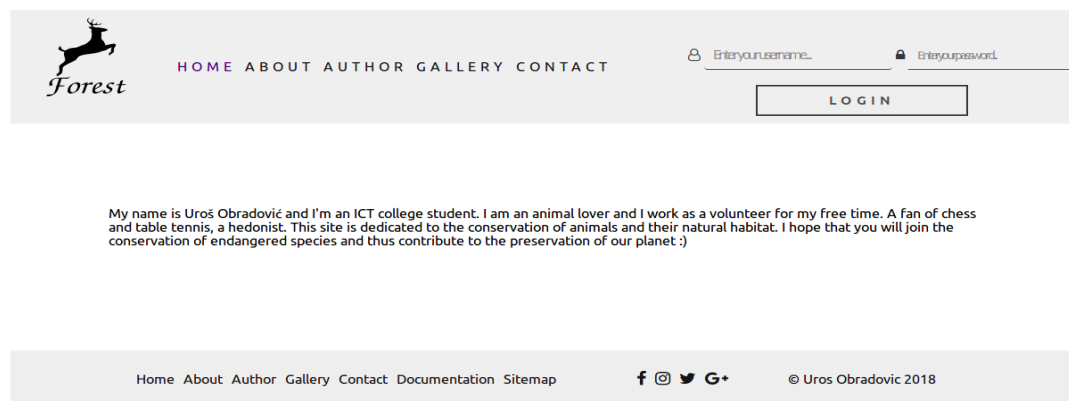 Forest
HOME ABOUT AUTHOR GALLERY CONTACT
Enter your username...
Enter your password..
LOGIN
My name is Uroš Obradović and I'm an ICT college student. I am an animal lover and I work as a volunteer for my free time. A fan of chess
and table tennis, a hedonist. This site is dedicated to the conservation of animals and their natural habitat. I hope that you will join the
conservation of endangered species and thus contribute to the preservation of our planet :)
Home About Author Gallery Contact Documentation Sitemap
© Uros Obradovic 2018